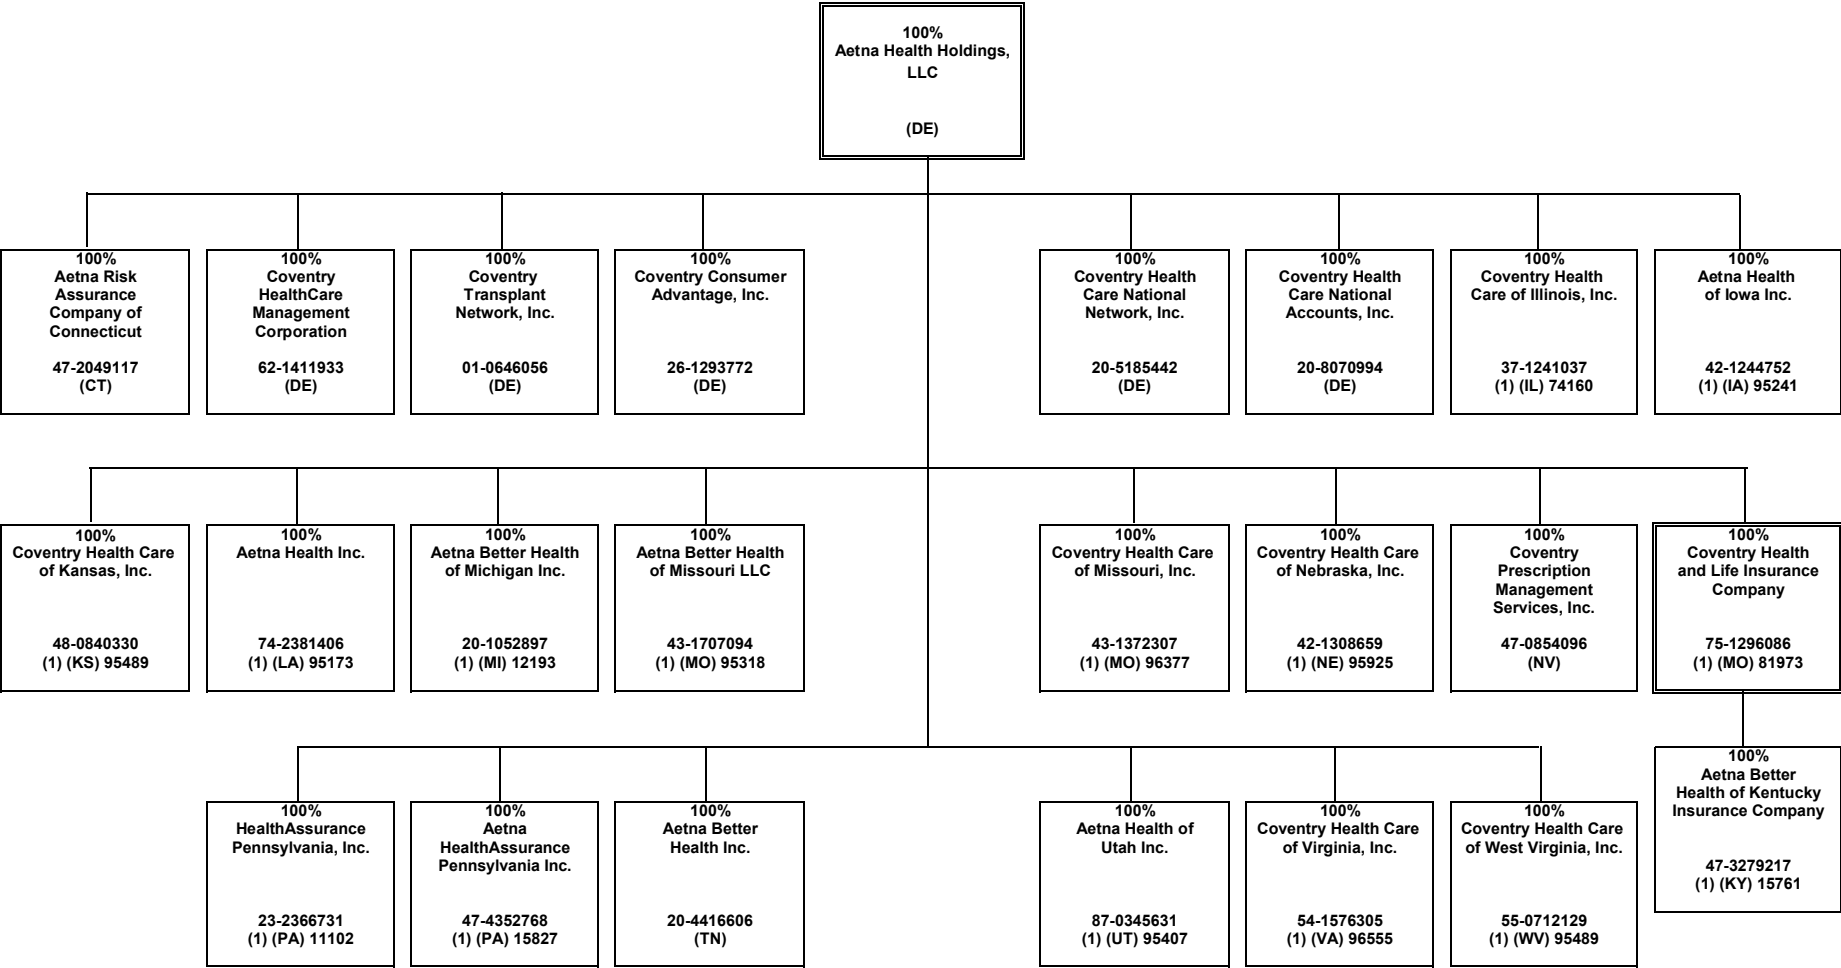 100%
Aetna Health Holdings,
LLC
(DE)
100%
Aetna Risk
Assurance
Company of
Connecticut
47-2049117
(CT)
100%
Coventry
HealthCare
Management
Corporation
62-1411933
(DE)
100%
Coventry
Transplant
Network, Inc.
01-0646056
(DE)
100%
Coventry Consumer
Advantage, Inc.
26-1293772
(DE)
100%
Coventry Health
Care National
Network, Inc.
20-5185442
(DE)
100%
Coventry Health
Care National
Accounts, Inc.
20-8070994
(DE)
100%
Coventry Health
Care of Illinois, Inc.
37-1241037
(1) (IL) 74160
100%
Aetna Health
of Iowa Inc.
42-1244752
(1) (IA) 95241
100%
Coventry Health Care
of Kansas, Inc.
48-0840330
(1) (KS) 95489
100%
Aetna Health Inc.
74-2381406
(1) (LA) 95173
100%
Aetna Better Health
of Michigan Inc.
20-1052897
(1) (MI) 12193
100%
Aetna Better Health
of Missouri LLC
43-1707094
(1) (MO) 95318
100%
Coventry Health Care
of Missouri, Inc.
43-1372307
(1) (MO) 96377
100%
Coventry Health Care
of Nebraska, Inc.
42-1308659
(1) (NE) 95925
100%
Coventry
Prescription
Management
Services, Inc.
47-0854096
(NV)
100%
Coventry Health
and Life Insurance
Company
75-1296086
(1) (MO) 81973
100%
HealthAssurance
Pennsylvania, Inc.
23-2366731
(1) (PA) 11102
100%
Aetna
HealthAssurance
Pennsylvania Inc.
47-4352768
(1) (PA) 15827
100%
Aetna Better
Health Inc.
20-4416606
(TN)
100%
Aetna Health of
Utah Inc.
87-0345631
(1) (UT) 95407
100%
Coventry Health Care
of Virginia, Inc.
54-1576305
(1) (VA) 96555
100%
Coventry Health Care
of West Virginia, Inc.
55-0712129
(1) (WV) 95489
100%
Aetna Better
Health of Kentucky
Insurance Company
47-3279217
(1) (KY) 15761